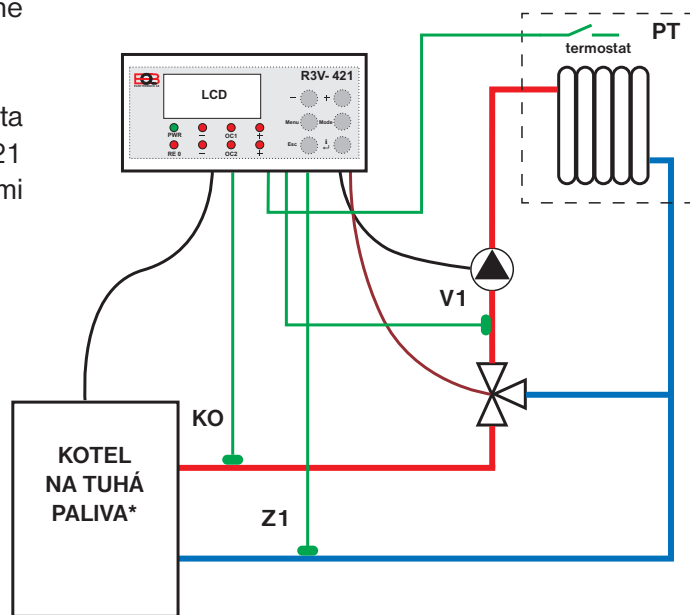 ne
ta
21
mi
R3V- 421
LCD
PWR
OC1
RE 0
OC2
− +
Menu Mode
Esc i
− +
− +
termostat
PT
V1
KO
KOTEL
NA TUHÁ
PALIVA*
Z1